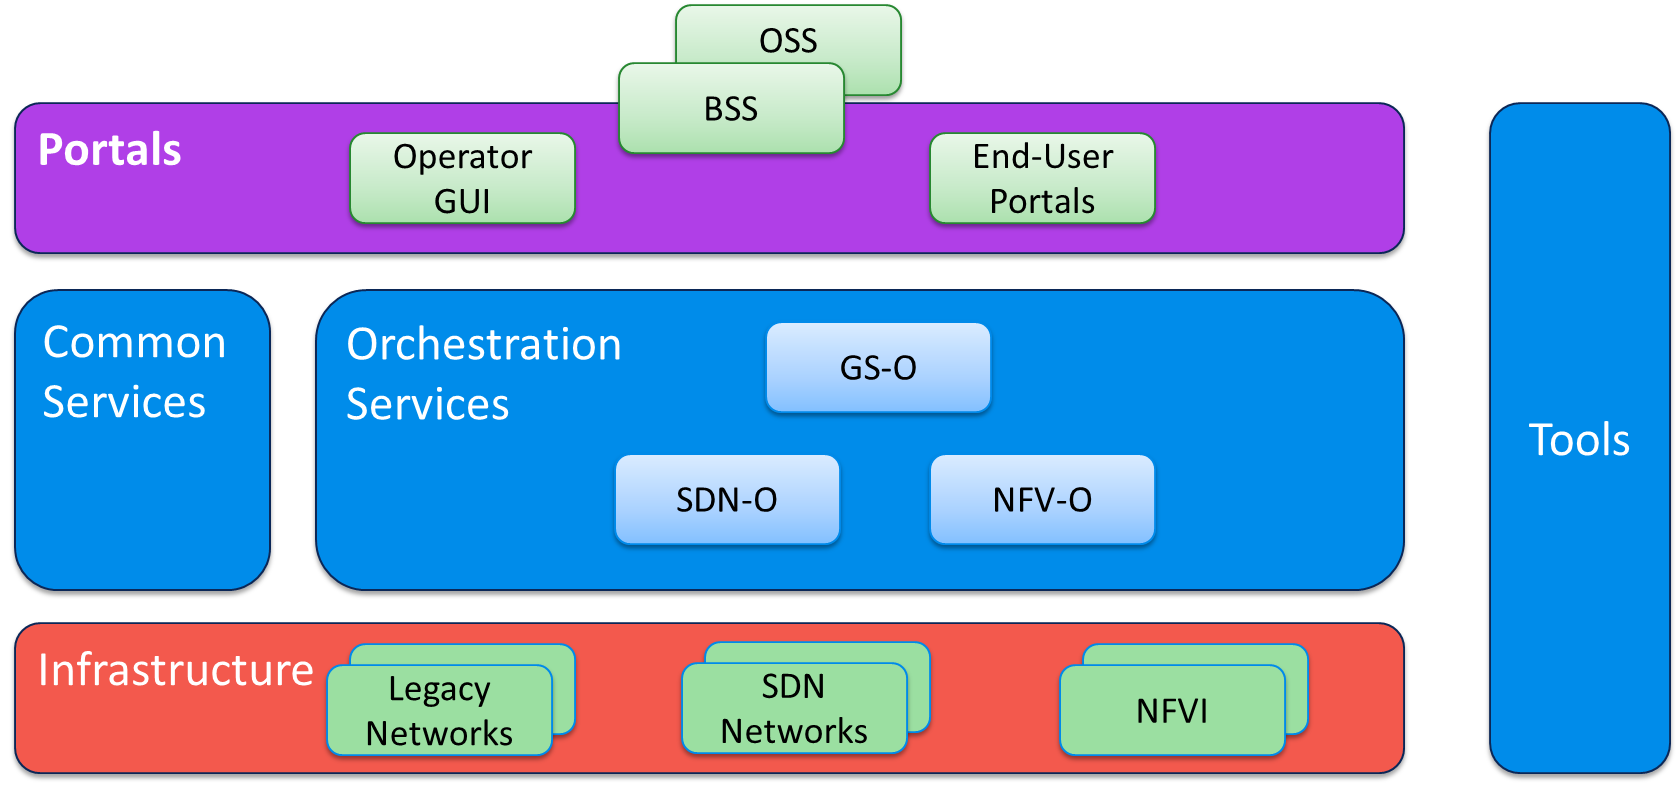 OSS
BSS
Portals
Operator
GUI
End-User
Portals
Common
Services
Orchestration
Services
GS-O
SDN-O
NFV-O
Tools
Infrastructure
Legacy
Networks
SDN
Networks
NFVI